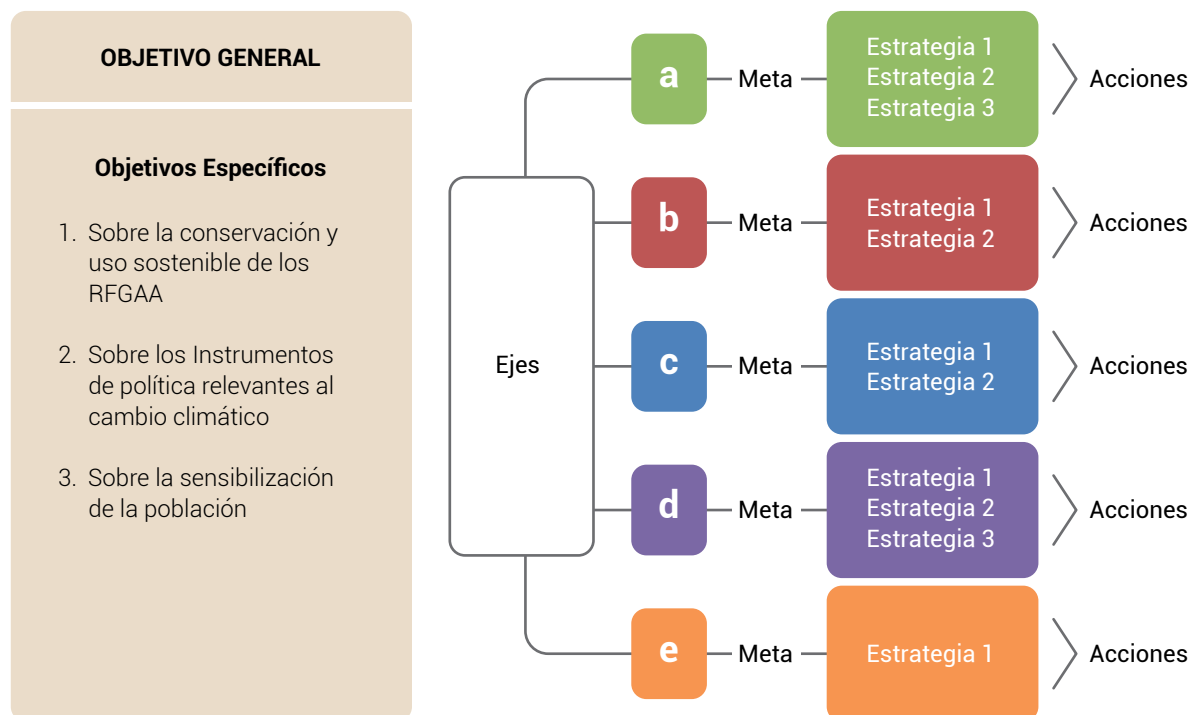 OBJETIVO GENERAL
Objetivos Específicos
1. Sobre la conservación y
uso sostenible de los
RFGAA
2. Sobre los Instrumentos
de política relevantes al
cambio climático
3. Sobre la sensibilización
de la población
Ejes
a
Meta
Estrategia 1
Estrategia 2
Estrategia 3
Acciones
b
Meta
Estrategia 1
Estrategia 2
Acciones
c
Meta
Estrategia 1
Estrategia 2
Acciones
d
Meta
Estrategia 1
Estrategia 2
Estrategia 3
Acciones
e
Meta
Estrategia 1
Acciones